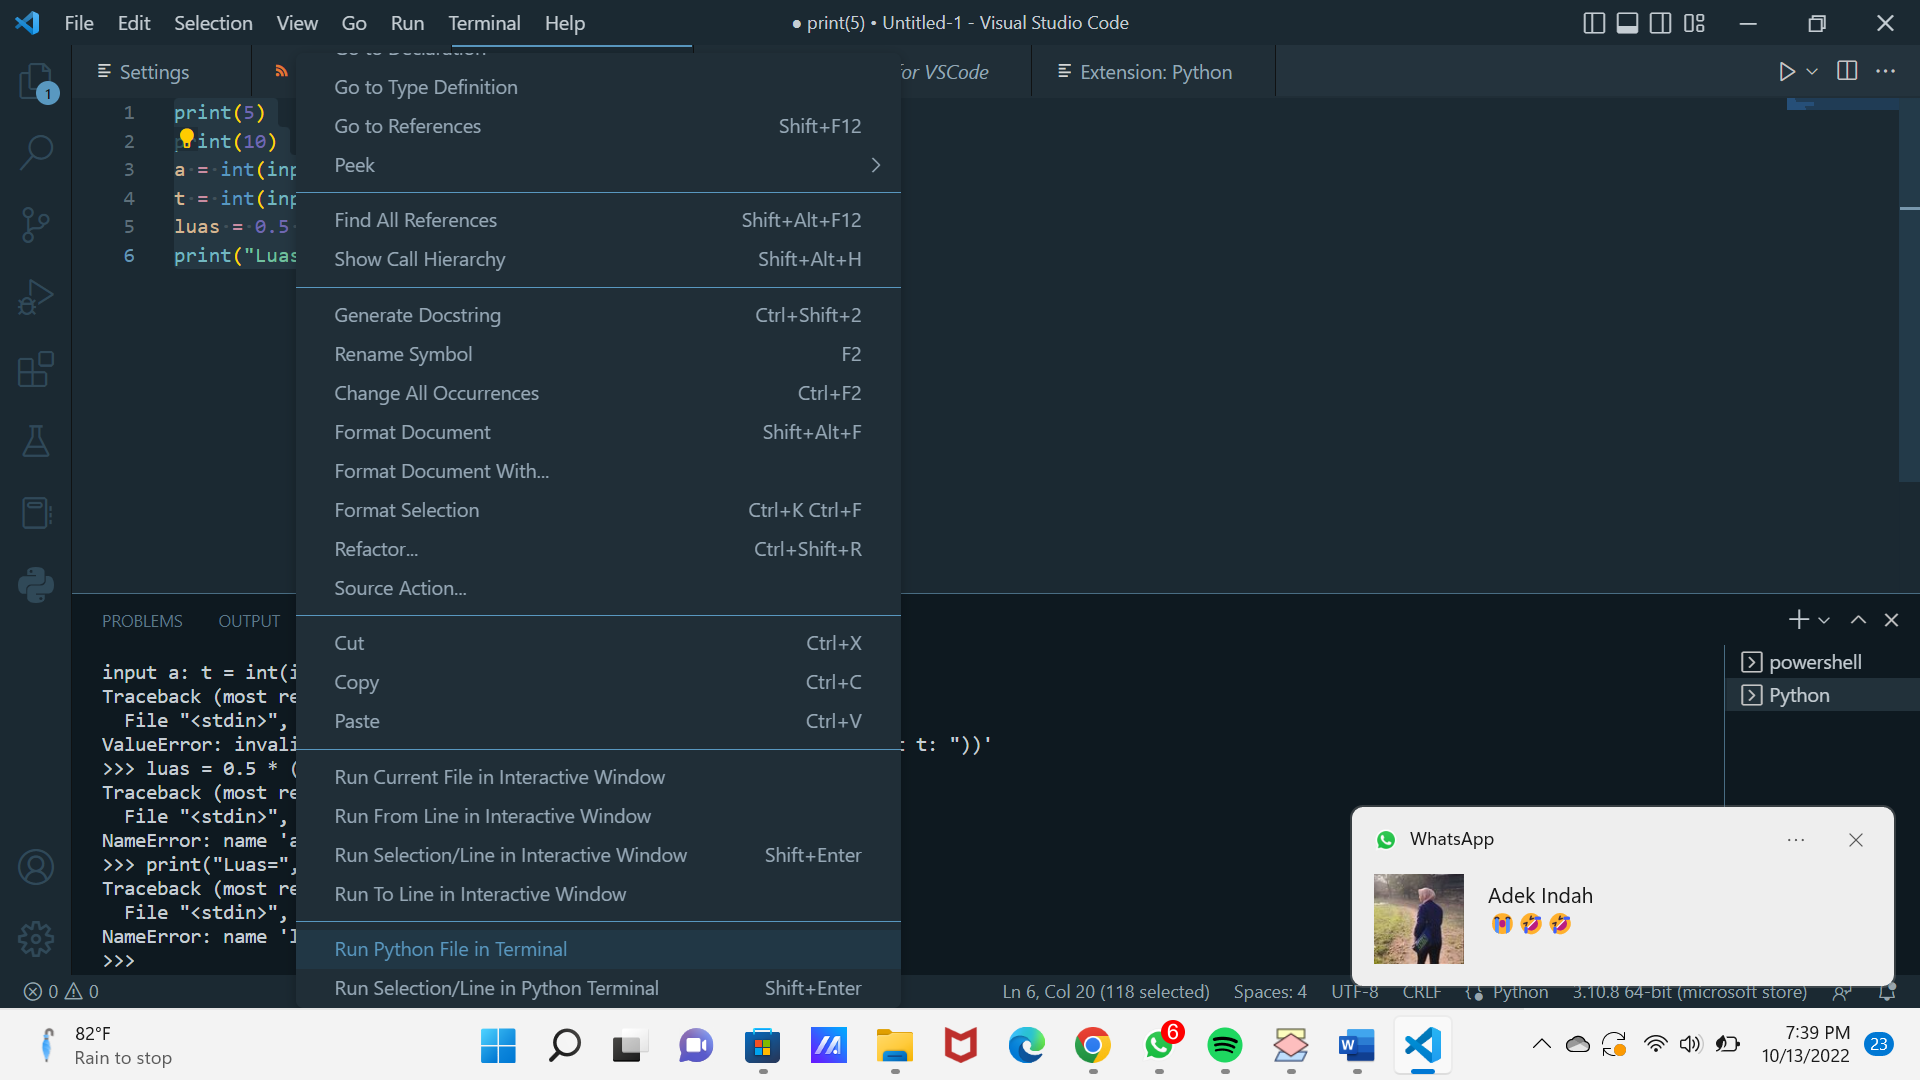 File Edit Selection View Go Run Terminal Help
● print(5) • Untitled-1 - Visual Studio Code
Settings
for VSCode
Extension: Python
1 print(5)
2 print(10)
3 a = int(inp
4 t = int(inp
5 luas = 0.5
6 print("Luas
Go to Declaration
Go to Type Definition
Go to References Shift+F12
Peek
Find All References Shift+Alt+F12
Show Call Hierarchy Shift+Alt+H
Generate Docstring Ctrl+Shift+2
Rename Symbol F2
Change All Occurrences Ctrl+F2
Format Document Shift+Alt+F
Format Document With...
Format Selection Ctrl+K Ctrl+F
Refactor... Ctrl+Shift+R
Source Action...
Cut Ctrl+X
Copy Ctrl+C
Paste Ctrl+V
Run Current File in Interactive Window
Run From Line in Interactive Window
Run Selection/Line in Interactive Window Shift+Enter
Run To Line in Interactive Window
Run Python File in Terminal
Run Selection/Line in Python Terminal Shift+Enter
1
PROBLEMS OUTPUT
input a: t = int(i
Traceback (most re
File "<stdin>",
ValueError: invali t: "))'
>>> luas = 0.5 * (
Traceback (most re
File "<stdin>",
NameError: name 'a
>>> print("Luas=",
Traceback (most re
File "<stdin>",
NameError: name 'l
>>>
powershell
Python
WhatsApp
Adek Indah
😭🤣🤣
0 0
Ln 6, Col 20 (118 selected) Spaces: 4 UTF-8 CRLF Python 3.10.8 64-bit (microsoft store)
82°F
Rain to stop
6
W
7:39 PM
10/13/2022
23